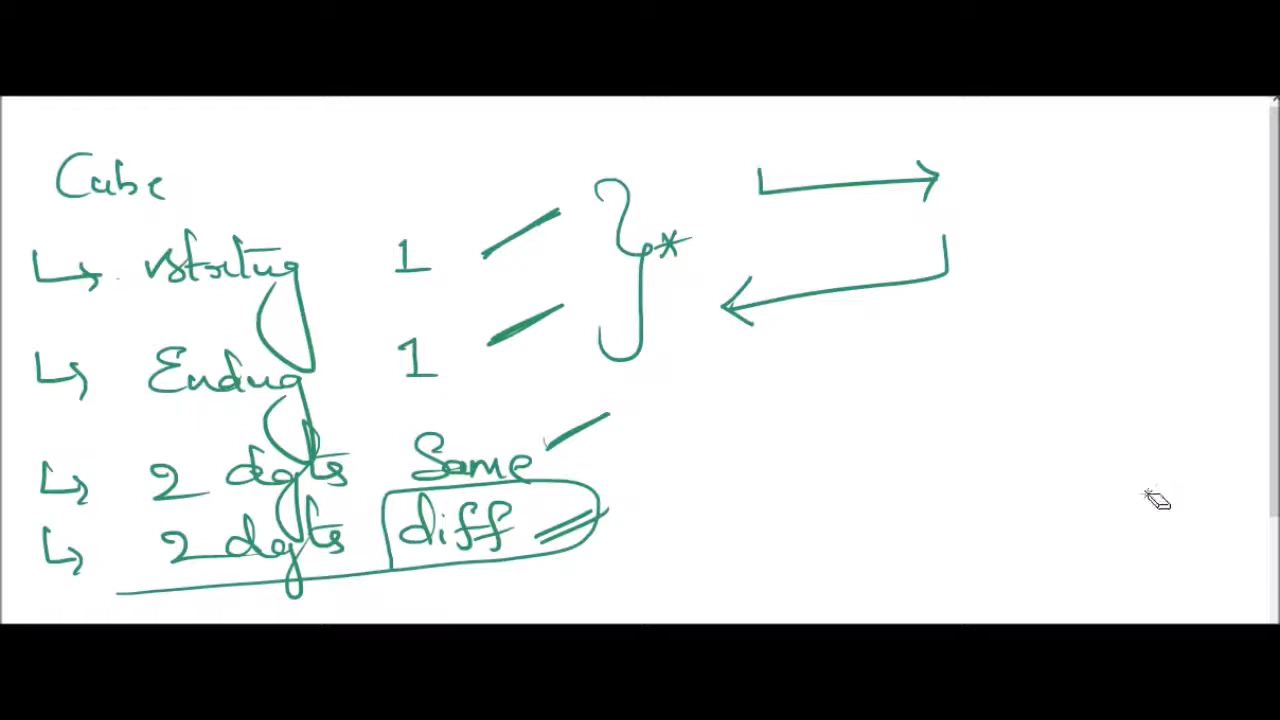 Cube
↳ Starting 1
↳ Ending 1
↳ 2 digits Same
↳ 2 digits diff